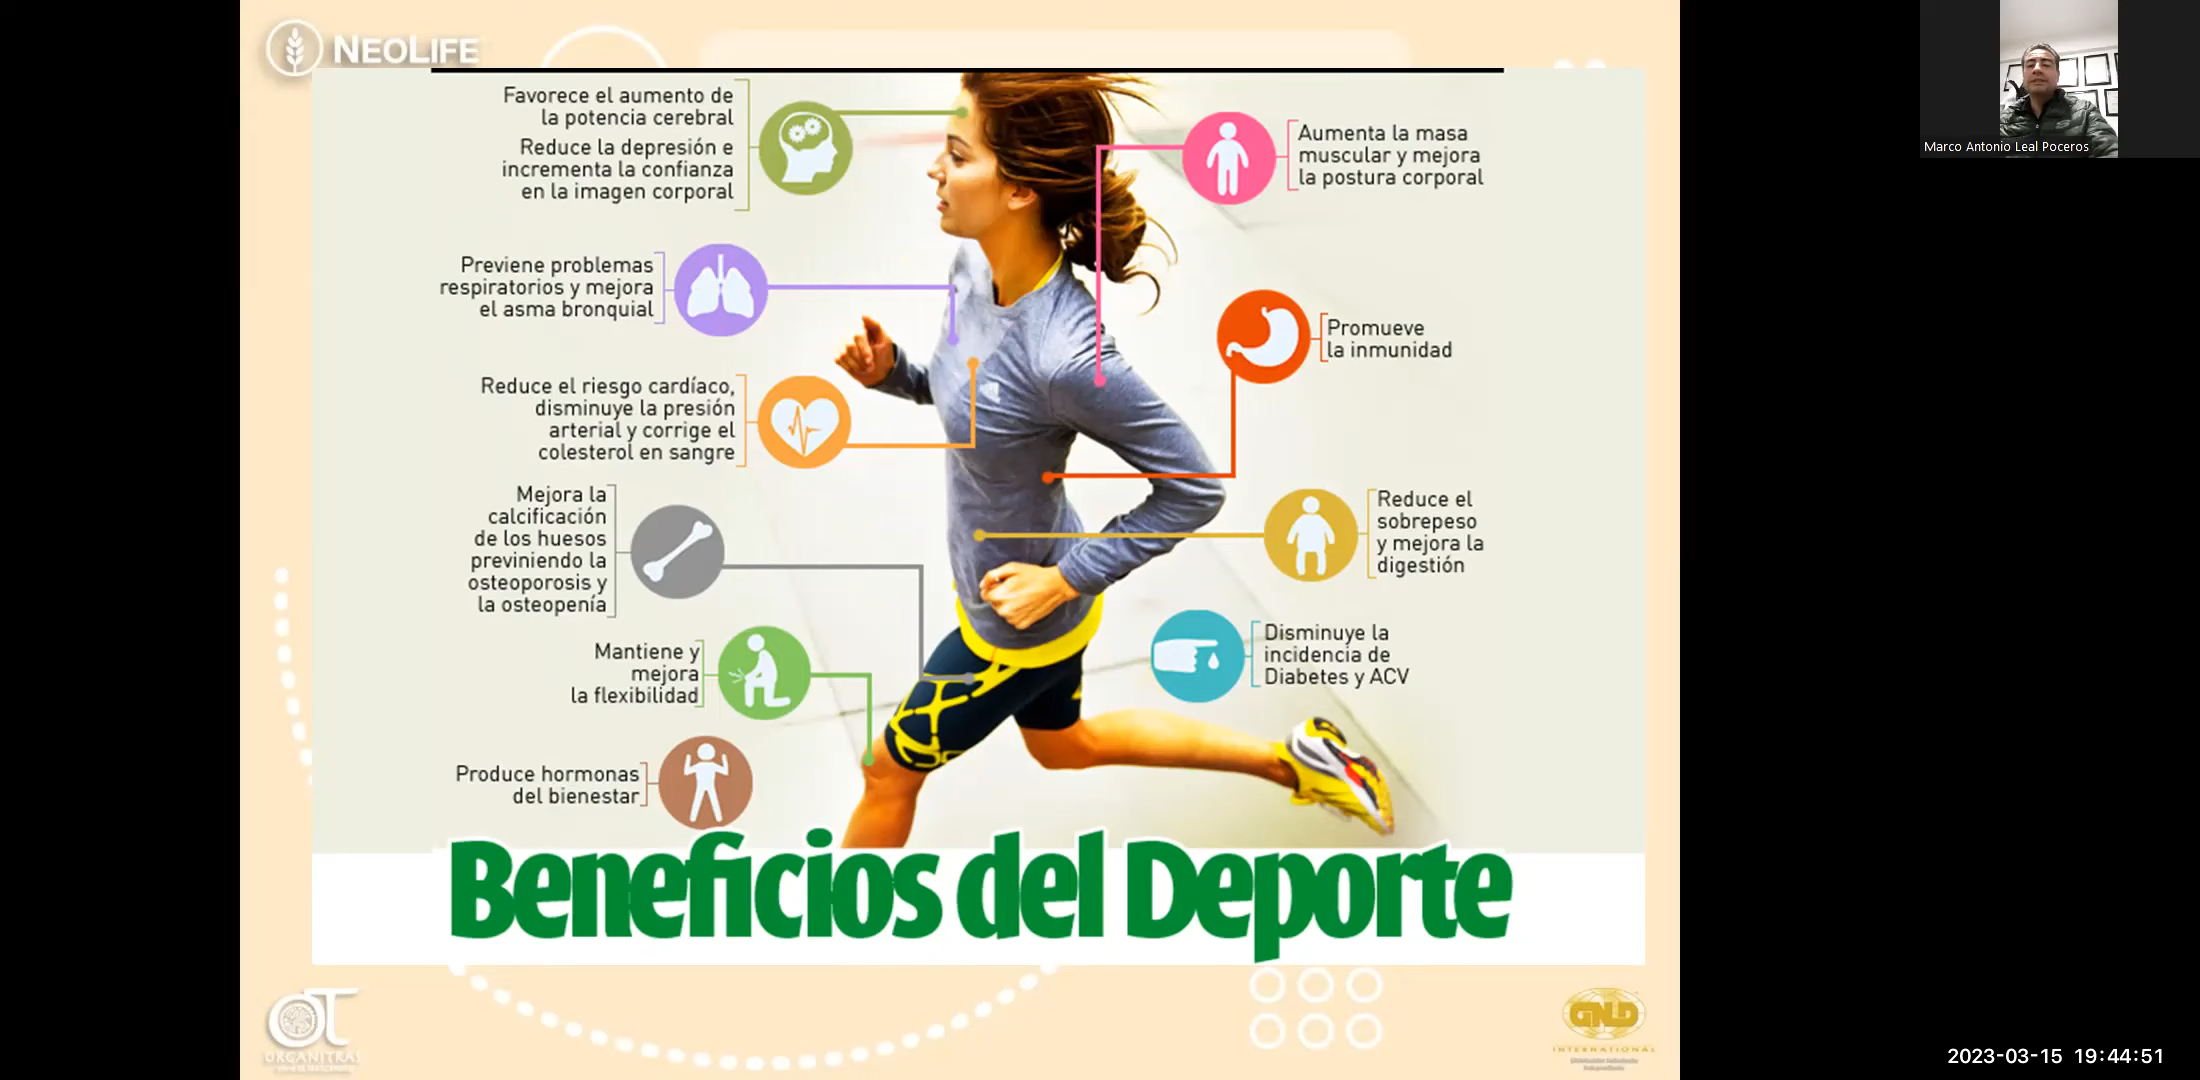 NEOLIFE
Favorece el aumento de
la potencia cerebral
Reduce la depresión e
incrementa la confianza
en la imagen corporal
Previene problemas
respiratorios y mejora
el asma bronquial
Reduce el riesgo cardíaco,
disminuye la presión
arterial y corrige el
colesterol en sangre
Mejora la
calcificación
de los huesos
previniendo la
osteoporosis y
la osteopenía
Mantiene y
mejora
la flexibilidad
Produce hormonas
del bienestar
Aumenta la masa
muscular y mejora
la postura corporal
Promueve
la inmunidad
Reduce el
sobrepeso
y mejora la
digestión
Disminuye la
incidencia de
Diabetes y ACV
Beneficios del Deporte
OT
ORGANITRAS
GNLD
INTERNATIONAL
Marco Antonio Leal Poceros
2023-03-15 19:44:51